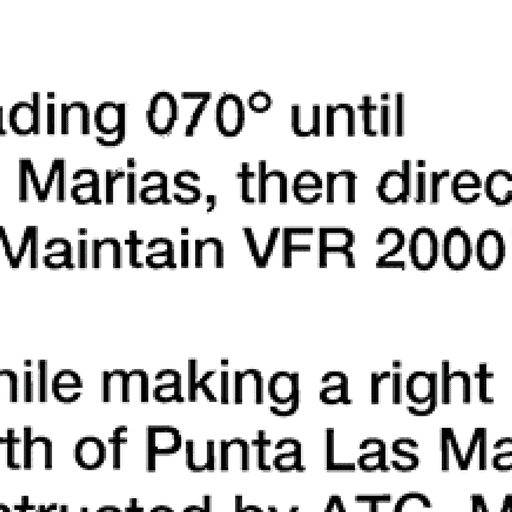 ading 070° until
Marias, then direc
Maintain VFR 2000
hile making a right
th of Punta Las Ma
tructed by ATC. M